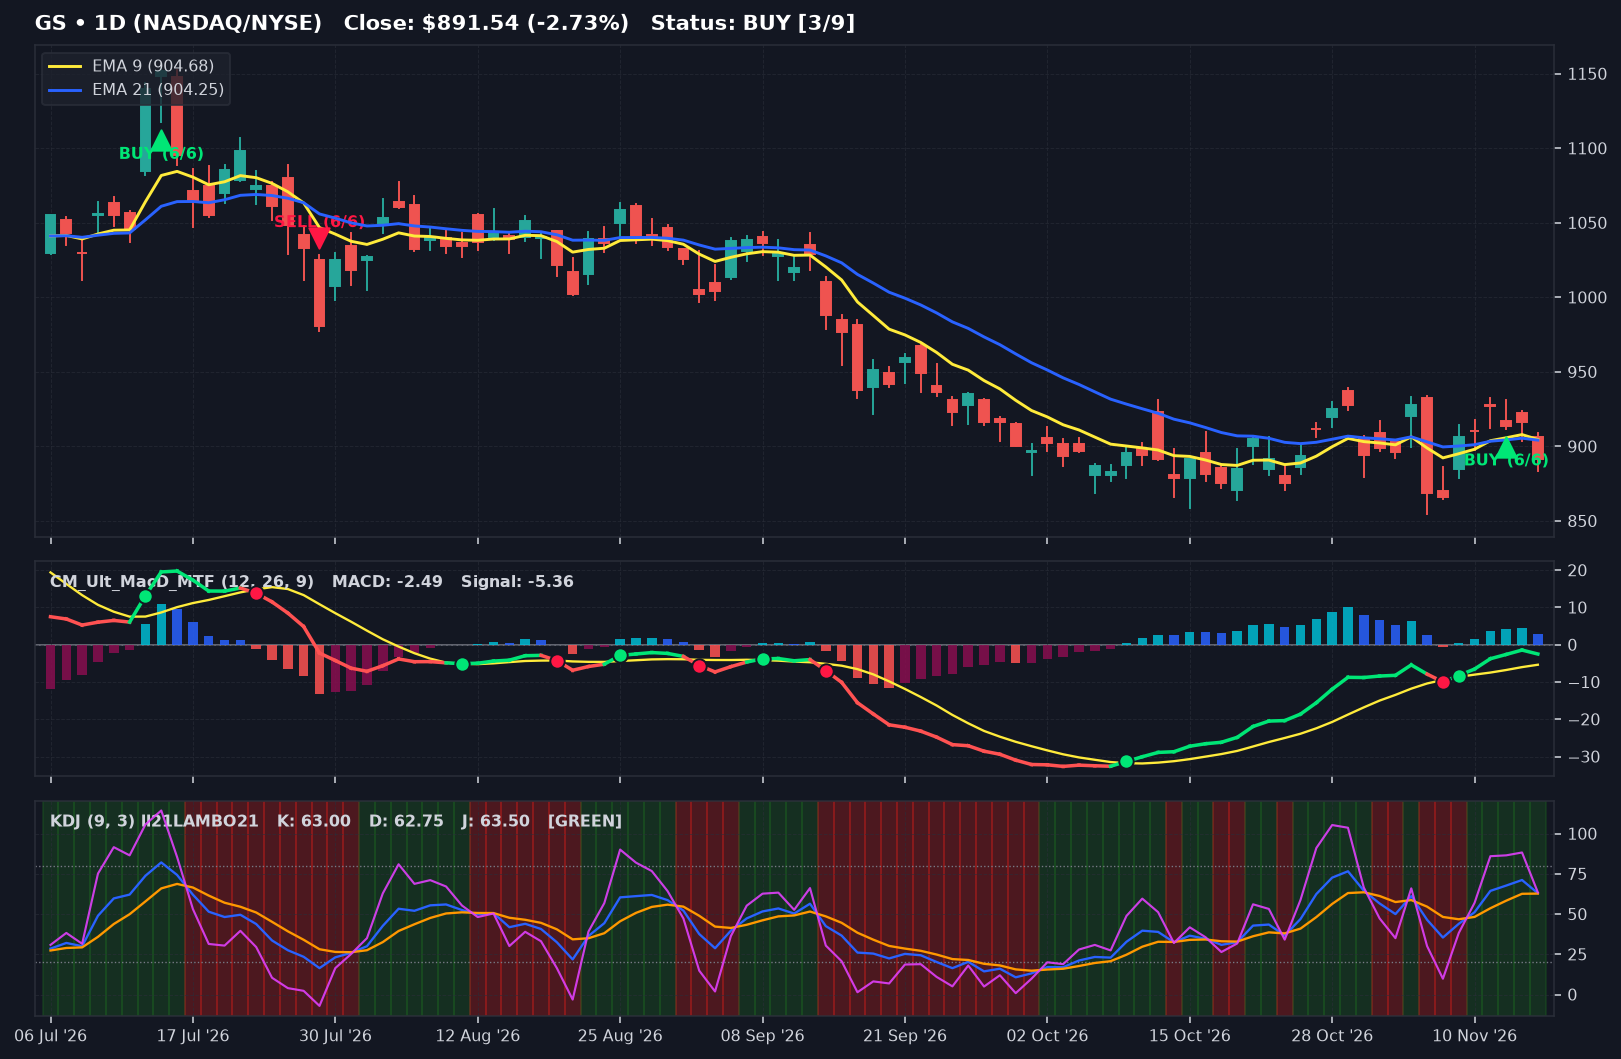 GS • 1D (NASDAQ/NYSE)   Close: $891.54 (-2.73%)   Status: BUY [3/9]
EMA 9 (904.68)
EMA 21 (904.25)
BUY (6/6)
SELL (6/6)
BUY (6/6)
1150
1100
1050
1000
950
900
850
CM_Ult_MacD_MTF (12, 26, 9)   MACD: -2.49   Signal: -5.36
20
10
0
−10
−20
−30
KDJ (9, 3) ll21LAMBO21   K: 63.00   D: 62.75   J: 63.50   [GREEN]
100
75
50
25
0
06 Jul '26
17 Jul '26
30 Jul '26
12 Aug '26
25 Aug '26
08 Sep '26
21 Sep '26
02 Oct '26
15 Oct '26
28 Oct '26
10 Nov '26